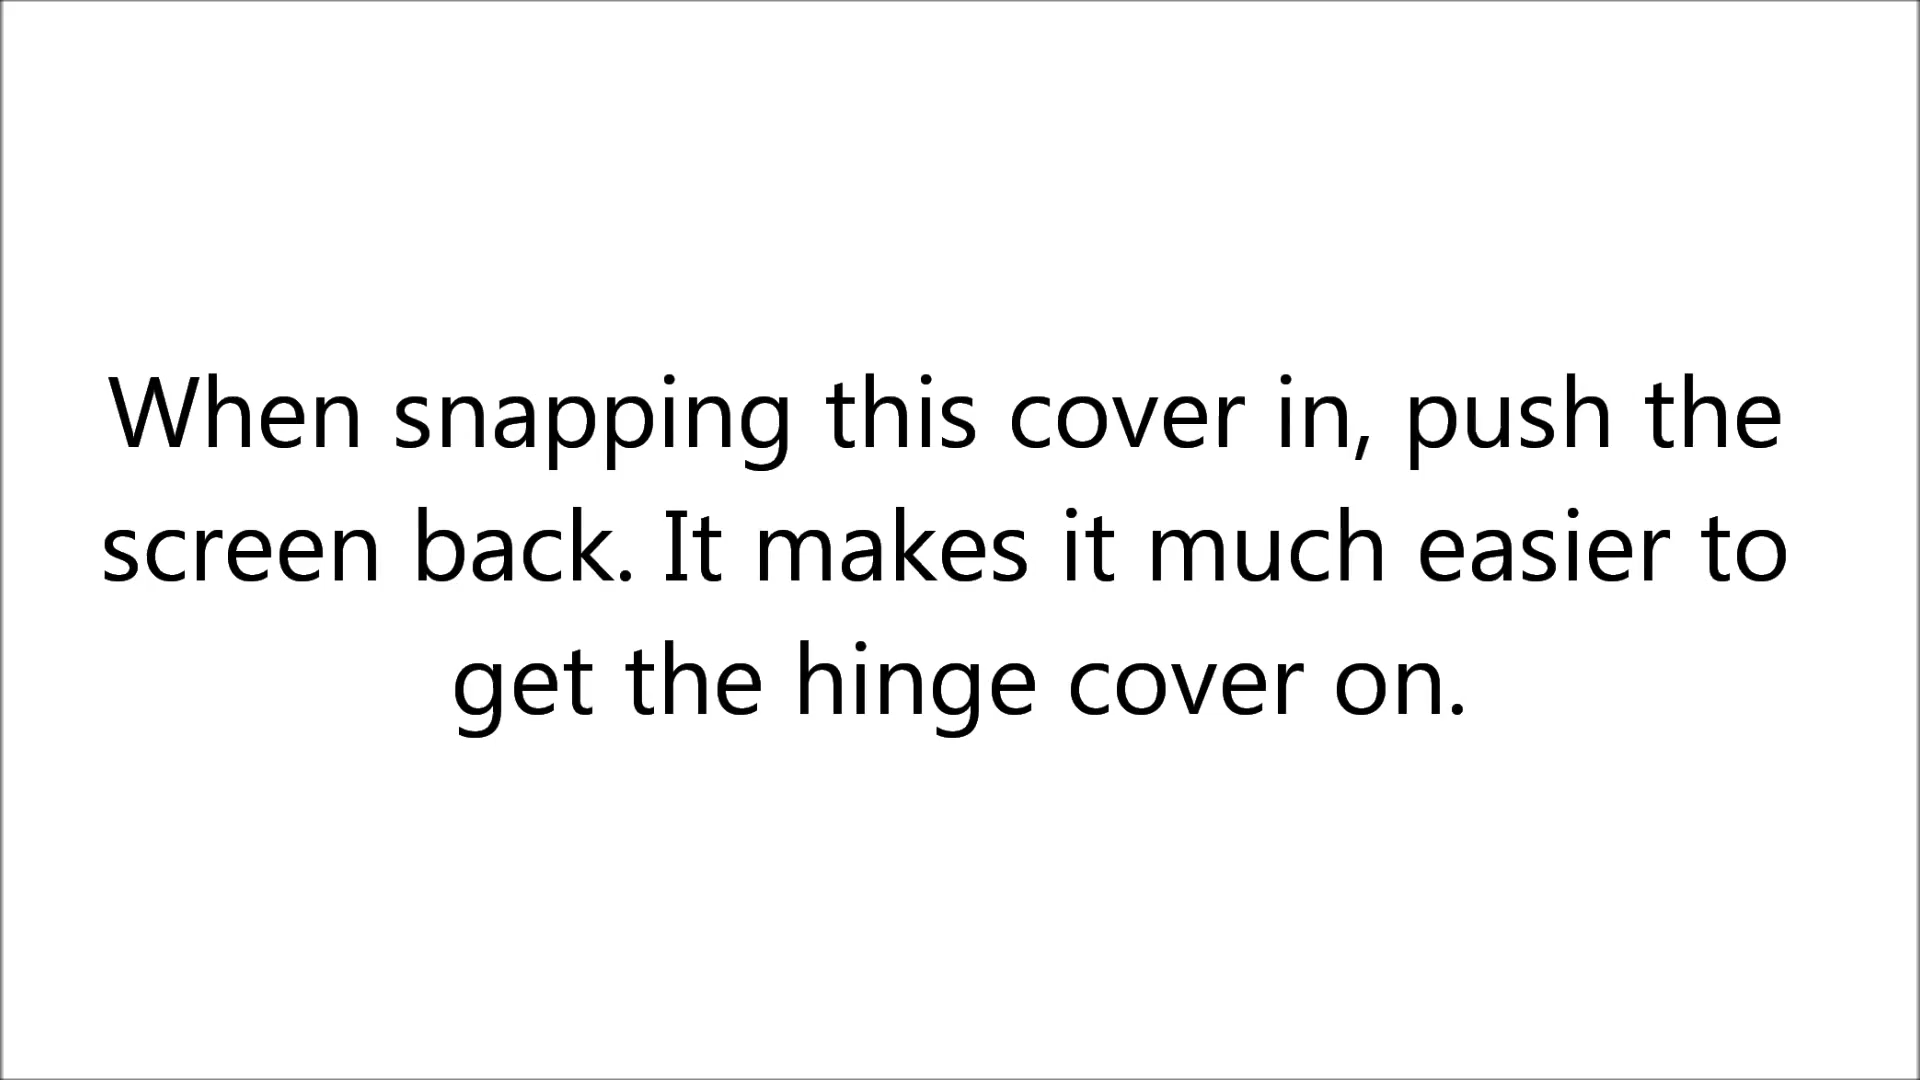 When snapping this cover in, push the
screen back. It makes it much easier to
get the hinge cover on.